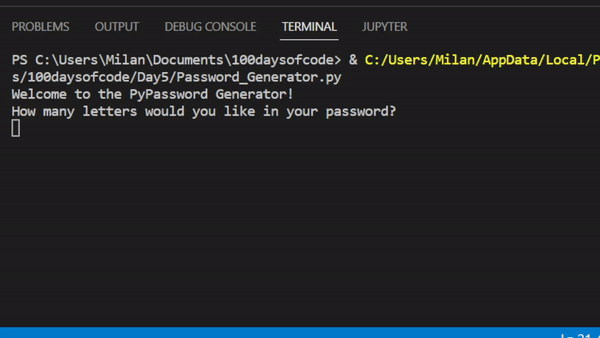 PROBLEMS OUTPUT DEBUG CONSOLE TERMINAL JUPYTER
PS C:\Users\Milan\Documents\100daysofcode> & C:/Users/Milan/AppData/Local/P
s/100daysofcode/Day5/Password_Generator.py
Welcome to the PyPassword Generator!
How many letters would you like in your password?